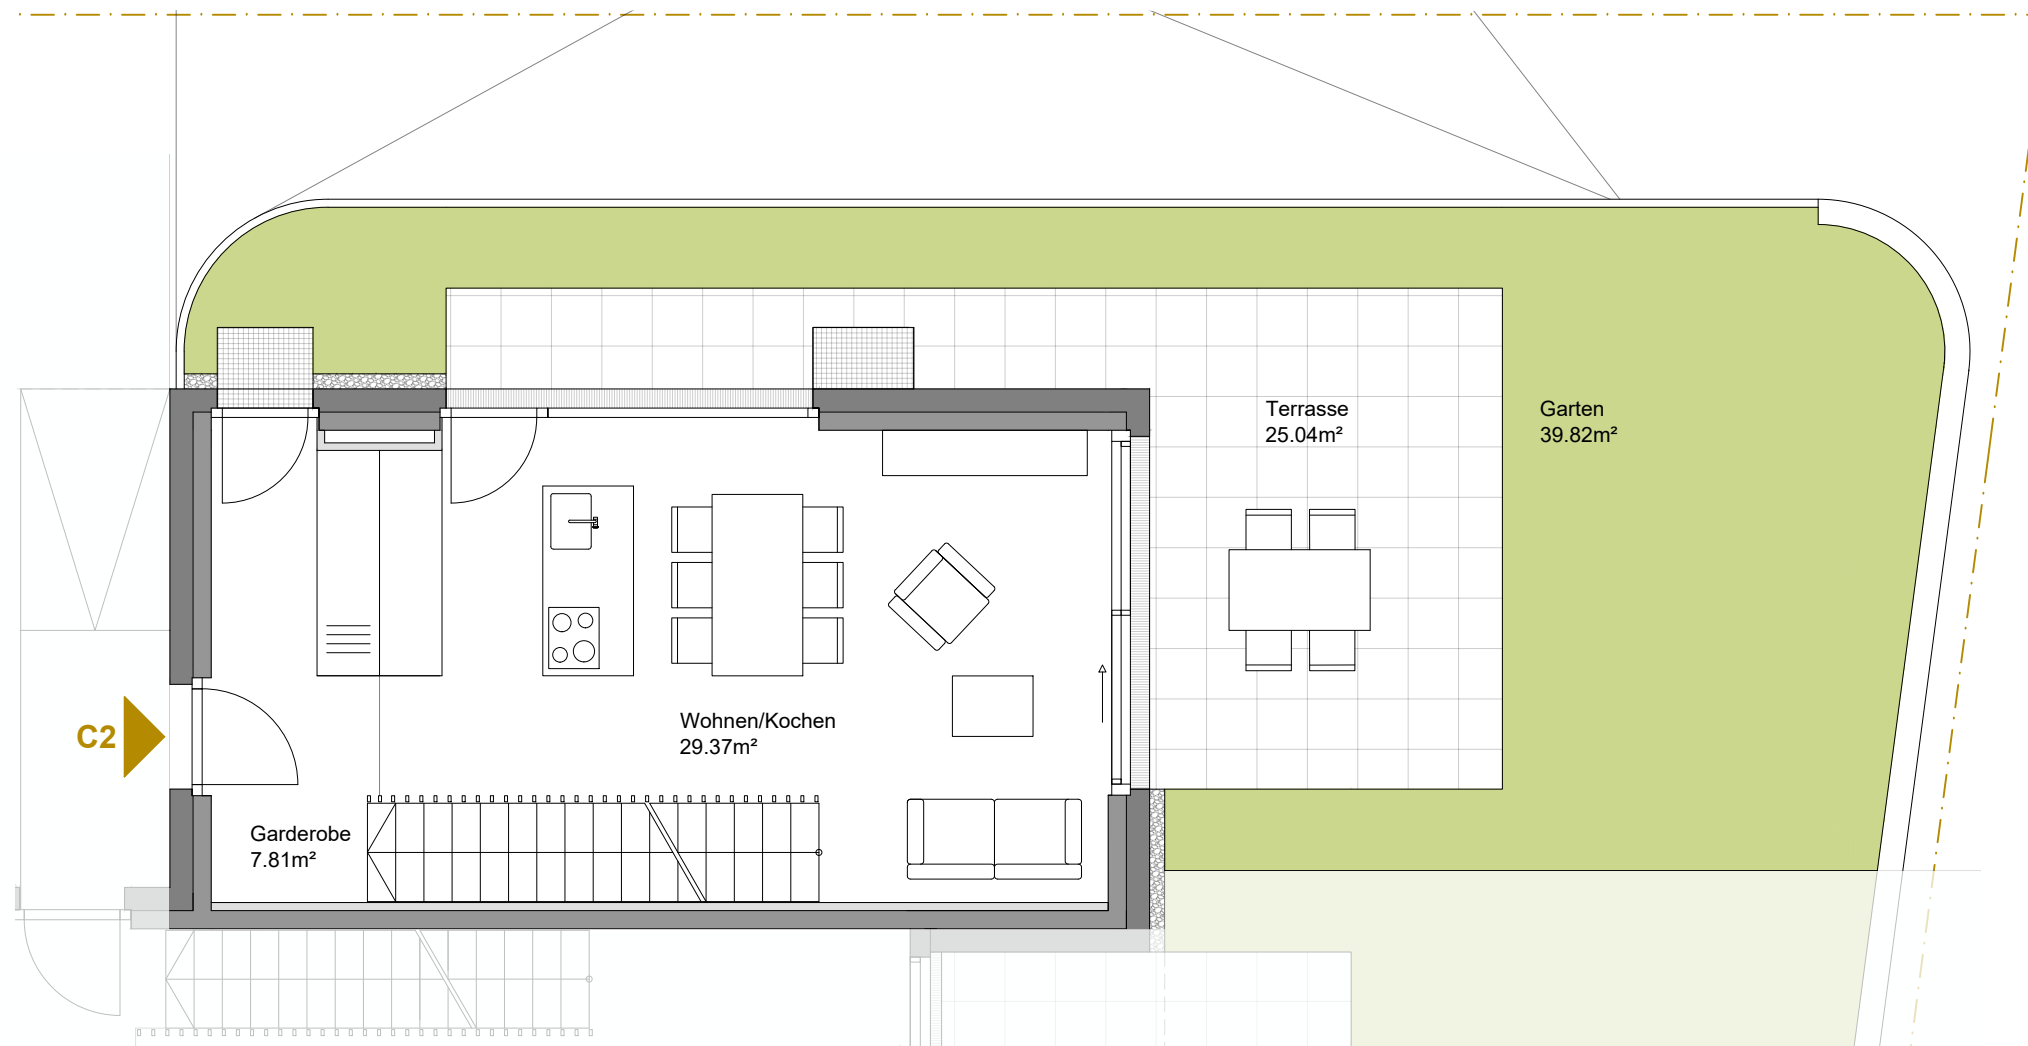 Terrasse
25.04m²
Garten
39.82m²
C2
Wohnen/Kochen
29.37m²
Garderobe
7.81m²